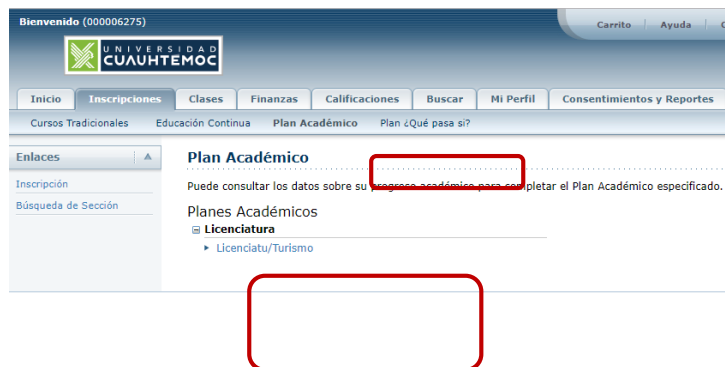 Bienvenido (000006275)
Carrito Ayuda
UNIVERSIDAD
CUAUHTEMOC
Inicio Inscripciones Clases Finanzas Calificaciones Buscar Mi Perfil Consentimientos y Reportes
Cursos Tradicionales Educación Continua Plan Académico Plan ¿Qué pasa si?
Enlaces
Plan Académico
Inscripción
Puede consultar los datos sobre su progreso académico para completar el Plan Académico especificado.
Búsqueda de Sección
Planes Académicos
Licenciatura
Licenciatu/Turismo